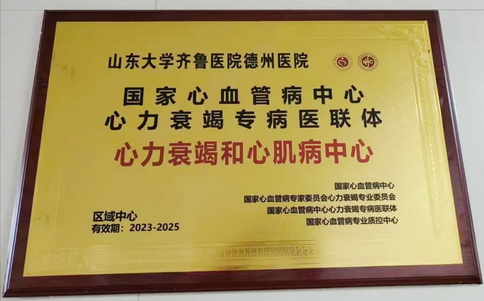 山东大学齐鲁医院德州医院
国家心血管病中心
心力衰竭专病医联体
心力衰竭和心肌病中心
国家心血管病中心
国家心血管病专家委员会心力衰竭专业委员会
国家心血管病中心心力衰竭专病医联体
国家心血管病专业质控中心
区域中心
有效期：2023-2025